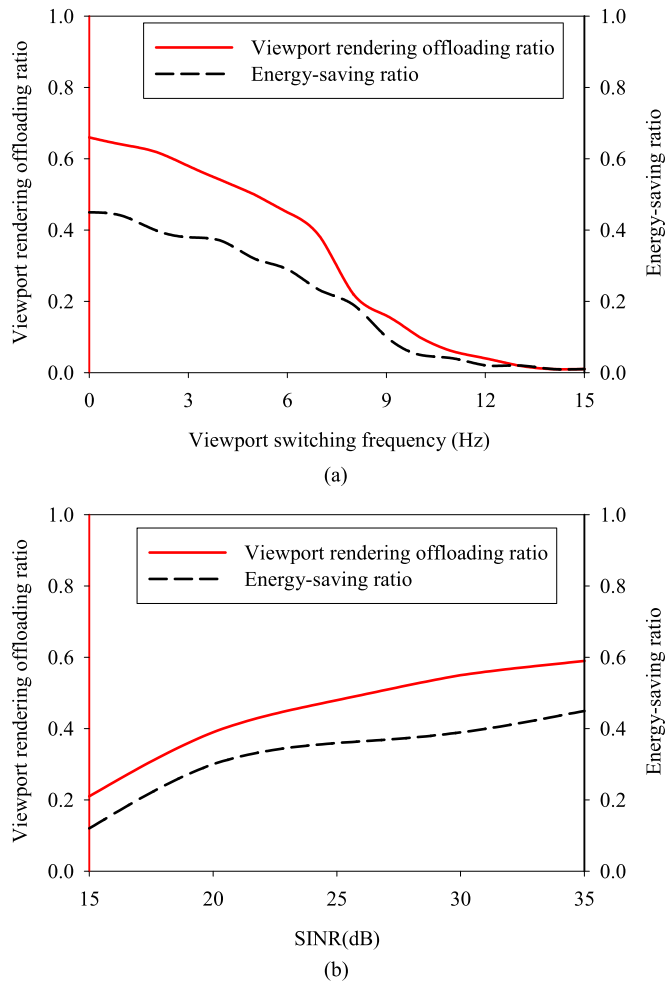 1.0
0.8
0.6
0.4
0.2
0.0
Viewport rendering offloading ratio
Viewport rendering offloading ratio
Energy-saving ratio
1.0
0.8
0.6
0.4
0.2
0.0
Energy-saving ratio
0 3 6 9 12 15
Viewport switching frequency (Hz)
(a)
1.0
0.8
0.6
0.4
0.2
0.0
Viewport rendering offloading ratio
Viewport rendering offloading ratio
Energy-saving ratio
1.0
0.8
0.6
0.4
0.2
0.0
Energy-saving ratio
15 20 25 30 35
SINR(dB)
(b)